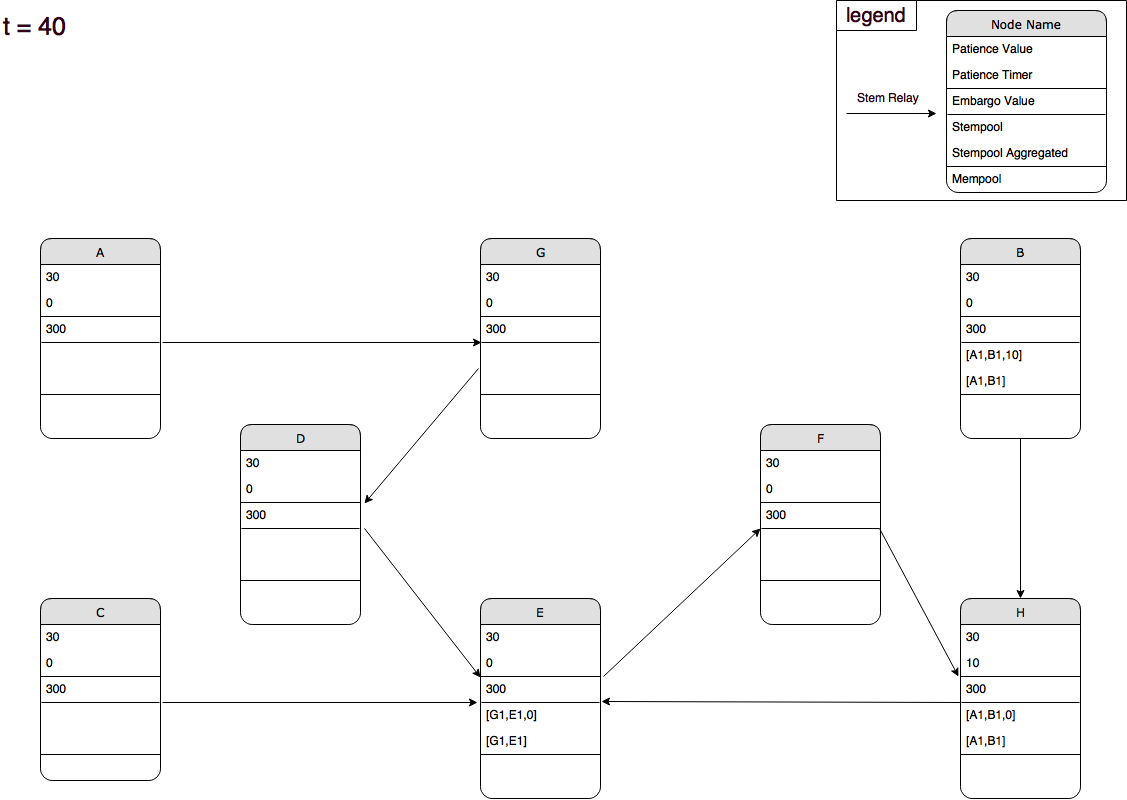 t = 40
legend
Node Name
Patience Value
Patience Timer
Stem Relay
Embargo Value
Stempool
Stempool Aggregated
Mempool
A
30
0
300
G
30
0
300
B
30
0
300
[A1,B1,10]
[A1,B1]
D
30
0
300
F
30
0
300
C
30
0
300
E
30
0
300
[G1,E1,0]
[G1,E1]
H
30
10
300
[A1,B1,0]
[A1,B1]